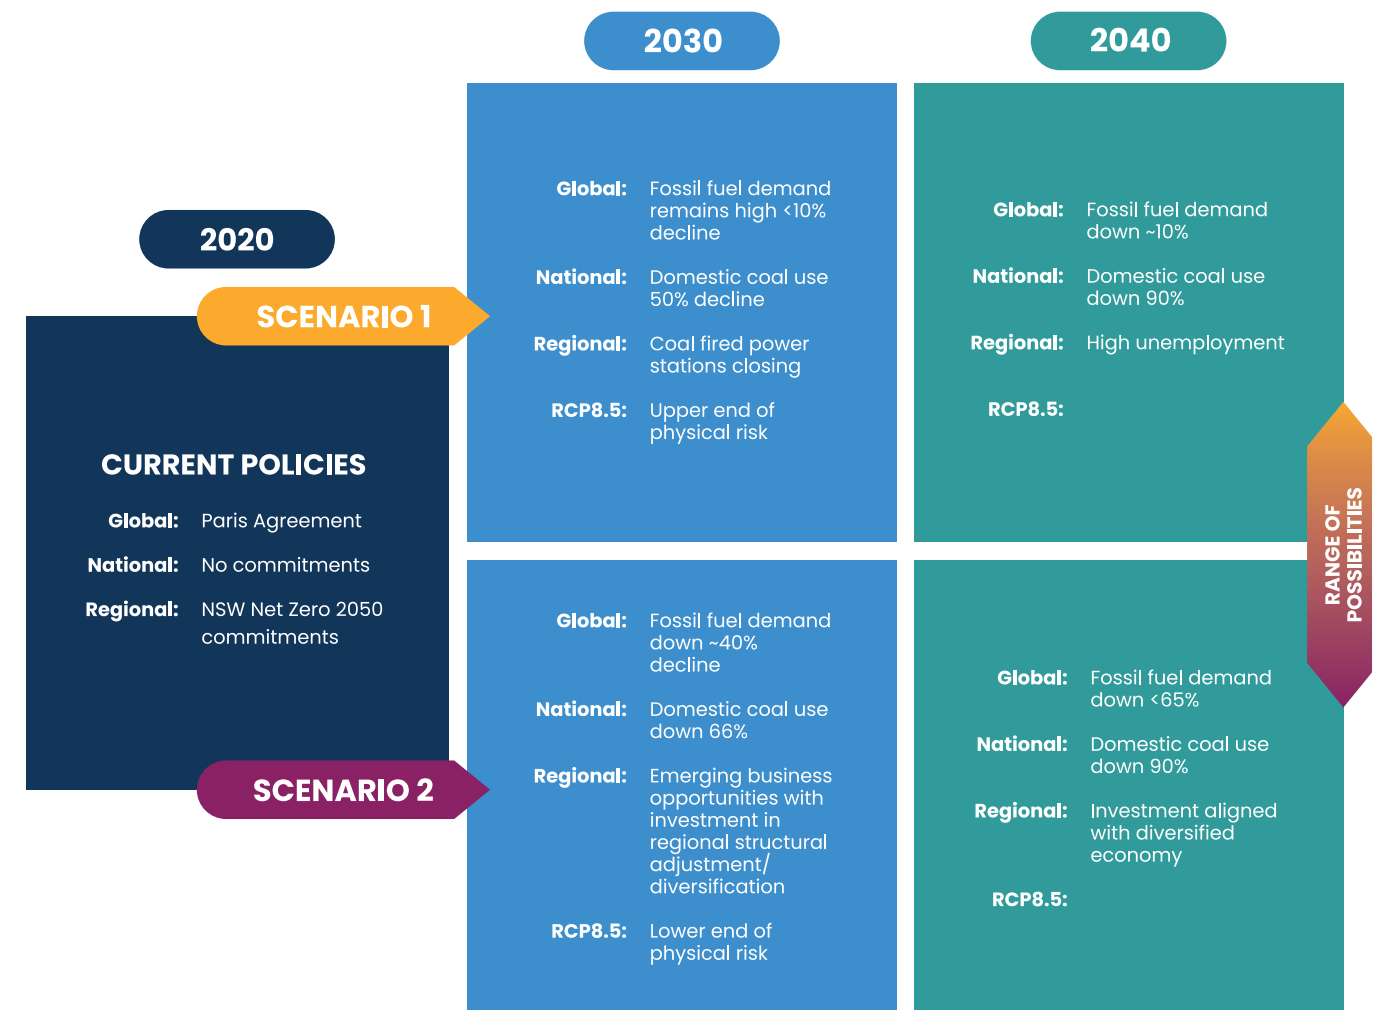 2020
SCENARIO 1
CURRENT POLICIES
Global: Paris Agreement
National: No commitments
Regional: NSW Net Zero 2050
commitments
SCENARIO 2
2030
Global: Fossil fuel demand
remains high <10%
decline
National: Domestic coal use
50% decline
Regional: Coal fired power
stations closing
RCP8.5: Upper end of
physical risk
Global: Fossil fuel demand
down ~40%
decline
National: Domestic coal use
down 66%
Regional: Emerging business
opportunities with
investment in
regional structural
adjustment/
diversification
RCP8.5: Lower end of
physical risk
2040
Global: Fossil fuel demand
down ~10%
National: Domestic coal use
down 90%
Regional: High unemployment
RCP8.5:
Global: Fossil fuel demand
down <65%
National: Domestic coal use
down 90%
Regional: Investment aligned
with diversified
economy
RCP8.5:
RANGE OF
POSSIBILITIES